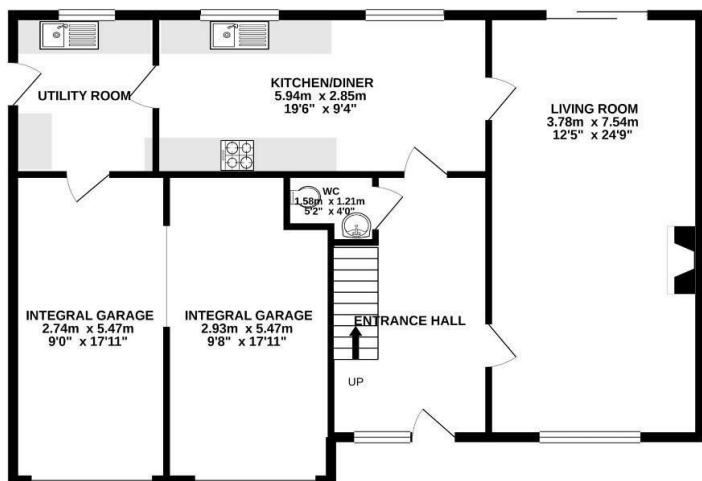 KITCHEN/DINER
5.94m x 2.85m
19'6" x 9'4"
UTILITY ROOM
LIVING ROOM
3.78m x 7.54m
12'5" x 24'9"
WC
1.58m x 1.21m
5'2" x 4'0"
INTEGRAL GARAGE
2.74m x 5.47m
9'0" x 17'11"
INTEGRAL GARAGE
2.93m x 5.47m
9'8" x 17'11"
ENTRANCE HALL
UP